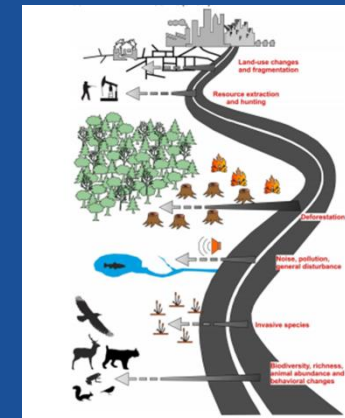 Land-use changes
and fragmentation
Resource extraction
and hunting
Deforestation
Noise, pollution,
general disturbance
Invasive species
Biodiversity, richness,
animal abundance and
behavioral changes